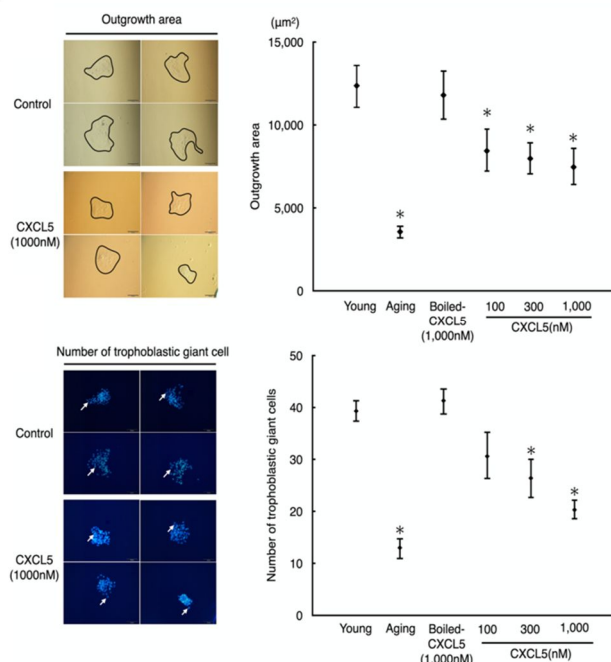 Outgrowth area
Control
CXCL5
(1000nM)
(μm²)
15,000
10,000
5,000
0
Outgrowth area
*
*
*
*
Young
Aging
Boiled-
CXCL5
(1,000nM)
100
300
1,000
CXCL5(nM)
Number of trophoblastic giant cell
Control
CXCL5
(1000nM)
50
40
30
20
10
0
Number of trophoblastic giant cells
*
*
*
Young
Aging
Boiled-
CXCL5
(1,000nM)
100
300
1,000
CXCL5(nM)